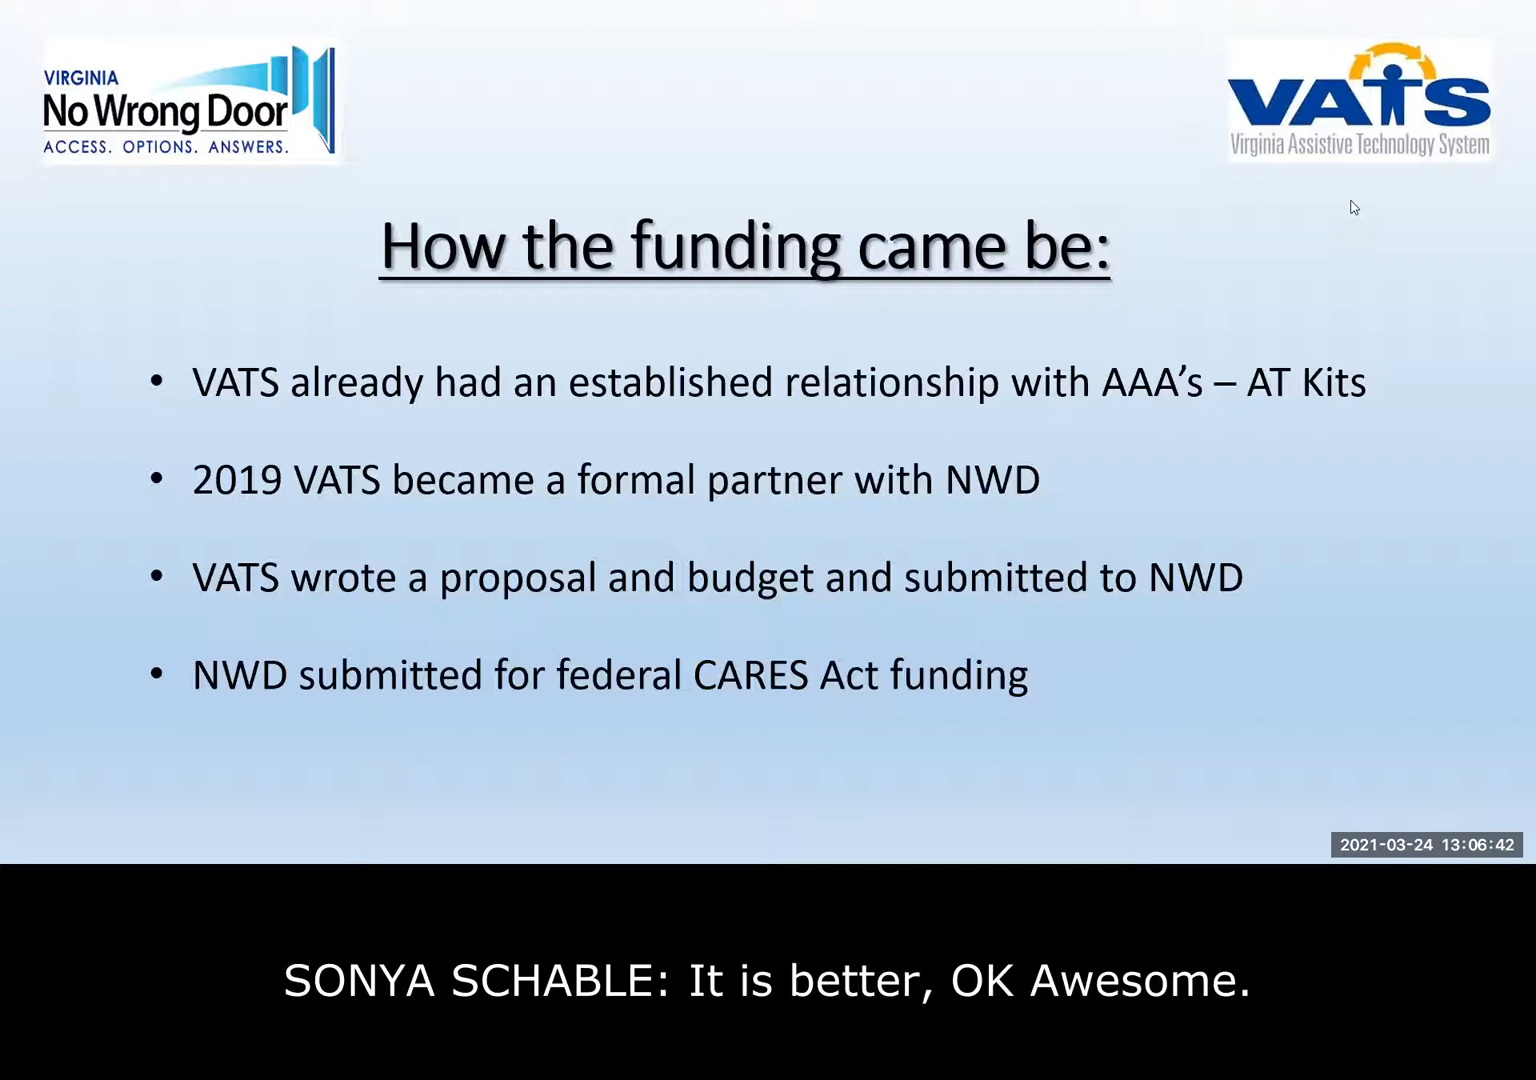 VIRGINIA
No Wrong Door
ACCESS. OPTIONS. ANSWERS.
VATS
Virginia Assistive Technology System
How the funding came be:
• VATS already had an established relationship with AAA’s – AT Kits
• 2019 VATS became a formal partner with NWD
• VATS wrote a proposal and budget and submitted to NWD
• NWD submitted for federal CARES Act funding
2021-03-24 13:06:42
SONYA SCHABLE: It is better, OK Awesome.